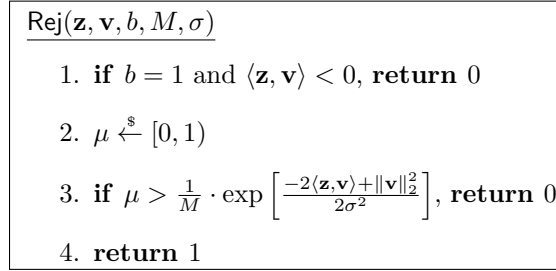 Rej(𝐳, 𝐯, b, M, σ)
1. if b = 1 and ⟨𝐳, 𝐯⟩ < 0, return 0
2. μ ←$ [0, 1)
3. if μ > 1/M · exp [ (−2⟨𝐳,𝐯⟩+‖𝐯‖₂²) / 2σ² ], return 0
4. return 1